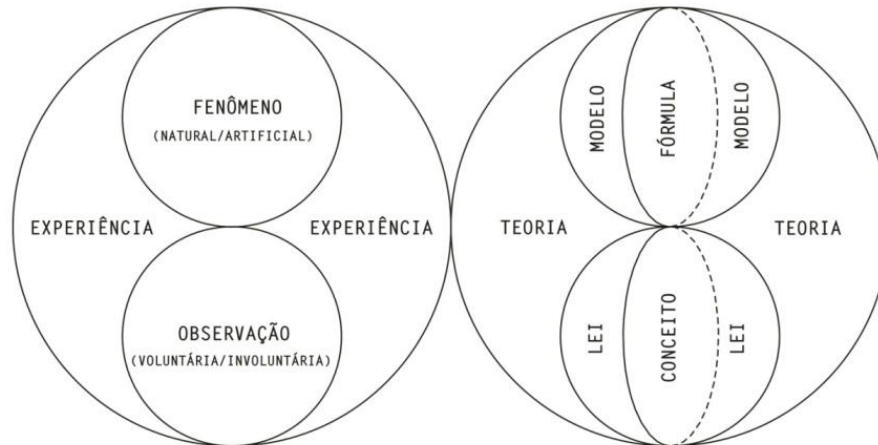 FENÔMENO
(NATURAL/ARTIFICIAL)
EXPERIÊNCIA
EXPERIÊNCIA
OBSERVAÇÃO
(VOLUNTÁRIA/INVOLUNTÁRIA)
MODELO
FÓRMULA
MODELO
TEORIA
TEORIA
LEI
CONCEITO
LEI